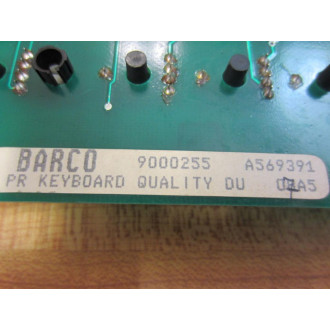 BARCO 9000255 A569391
PR KEYBOARD QUALITY DU